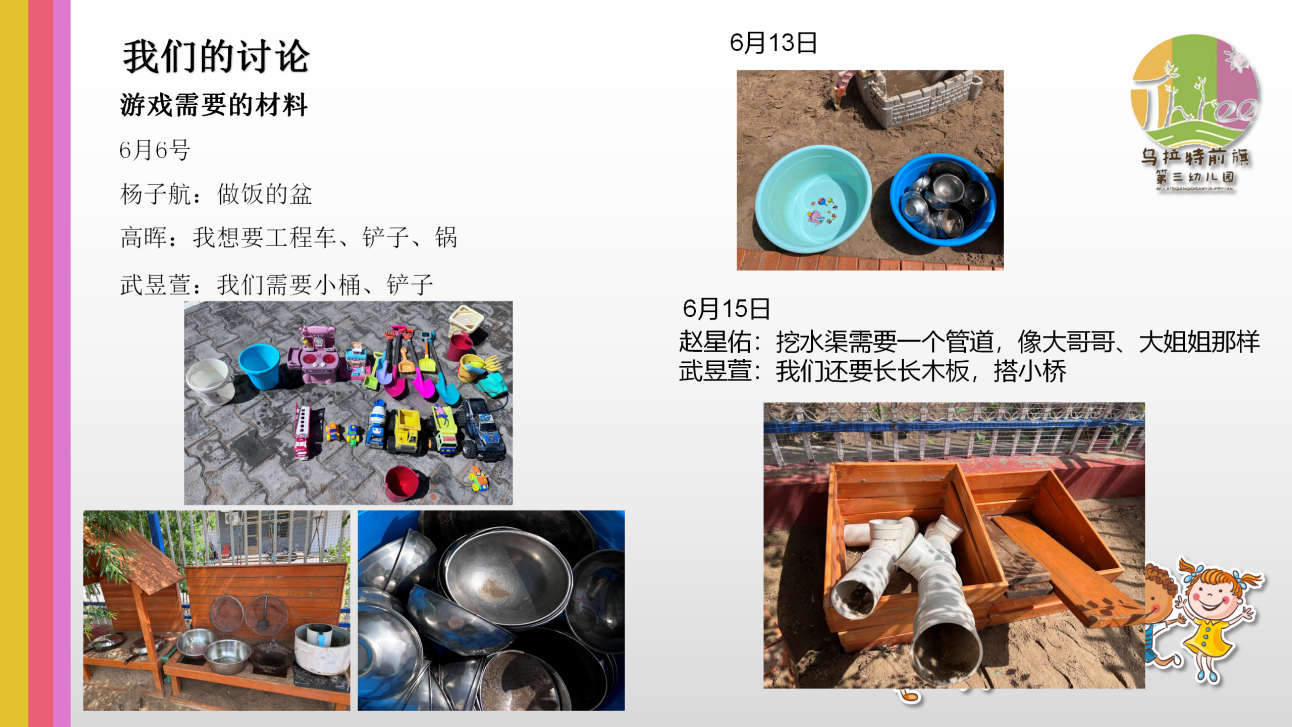 我们的讨论
游戏需要的材料
6月6号
杨子航：做饭的盆
高晖：我想要工程车、铲子、锅
武昱萱：我们需要小桶、铲子
6月13日
6月15日
赵星佑：挖水渠需要一个管道，像大哥哥、大姐姐那样
武昱萱：我们还要长长木板，搭小桥
Three
乌拉特前旗
第三幼儿园